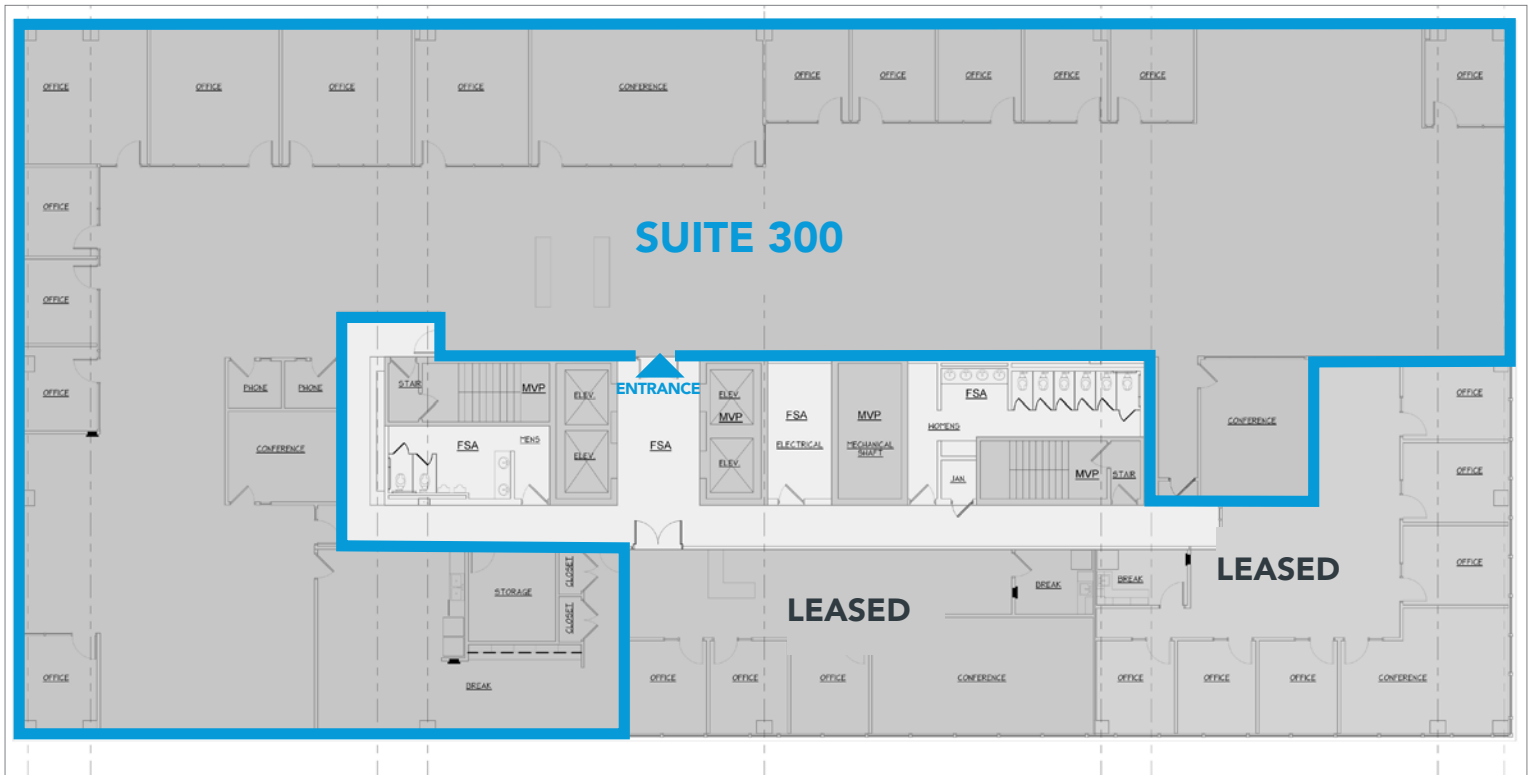 OFFICE
OFFICE
OFFICE
OFFICE
CONFERENCE
OFFICE
OFFICE
OFFICE
OFFICE
OFFICE
OFFICE
OFFICE
SUITE 300
OFFICE
OFFICE
PHONE
PHONE
STAIR
MVP
ELEV.
ENTRANCE
ELEV.
MVP
FSA
ELECTRICAL
MVP
MECHANICAL
SHAFT
FSA
WOMENS
CONFERENCE
OFFICE
CONFERENCE
FSA
MENS
ELEV.
FSA
ELEV.
JAN.
MVP
STAIR
OFFICE
STORAGE
CLOSET
CLOSET
LEASED
BREAK
BREAK
LEASED
OFFICE
OFFICE
BREAK
OFFICE
OFFICE
OFFICE
CONFERENCE
OFFICE
OFFICE
OFFICE
CONFERENCE